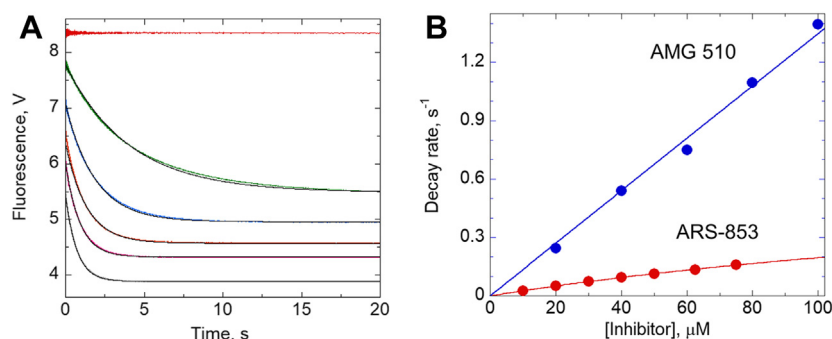 A
B
8
7
6
5
4
Fluorescence, V
0
5
10
15
20
Time, s
1.2
0.9
0.6
0.3
0
Decay rate, s-1
AMG 510
ARS-853
0
20
40
60
80
100
[Inhibitor], μM